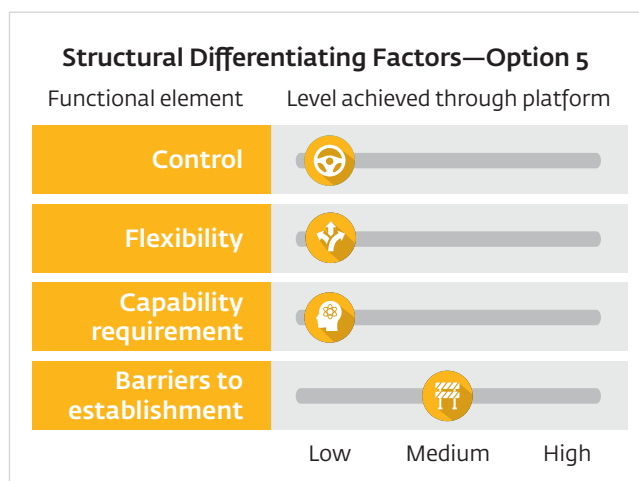 Structural Differentiating Factors—Option 5
Functional element Level achieved through platform
Control
Flexibility
Capability
requirement
Barriers to
establishment
Low Medium High